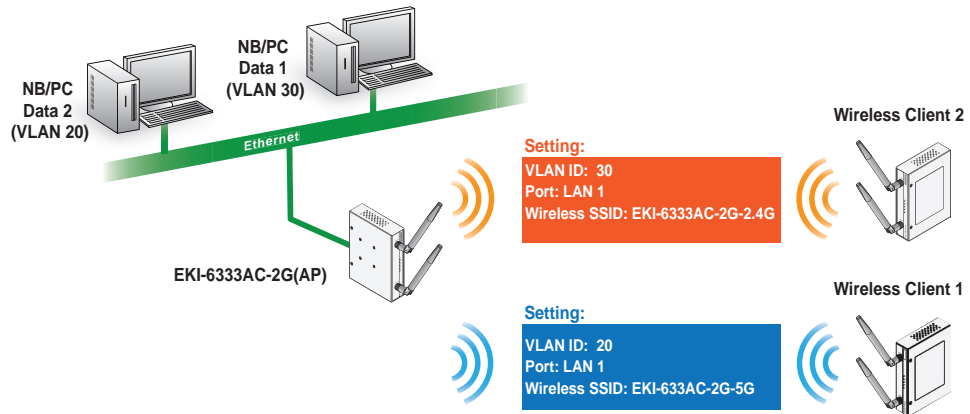 NB/PC
Data 1
(VLAN 30)
NB/PC
Data 2
(VLAN 20)
Ethernet
EKI-6333AC-2G(AP)
Setting:
VLAN ID: 30
Port: LAN 1
Wireless SSID: EKI-6333AC-2G-2.4G
Wireless Client 2
Setting:
VLAN ID: 20
Port: LAN 1
Wireless SSID: EKI-633AC-2G-5G
Wireless Client 1